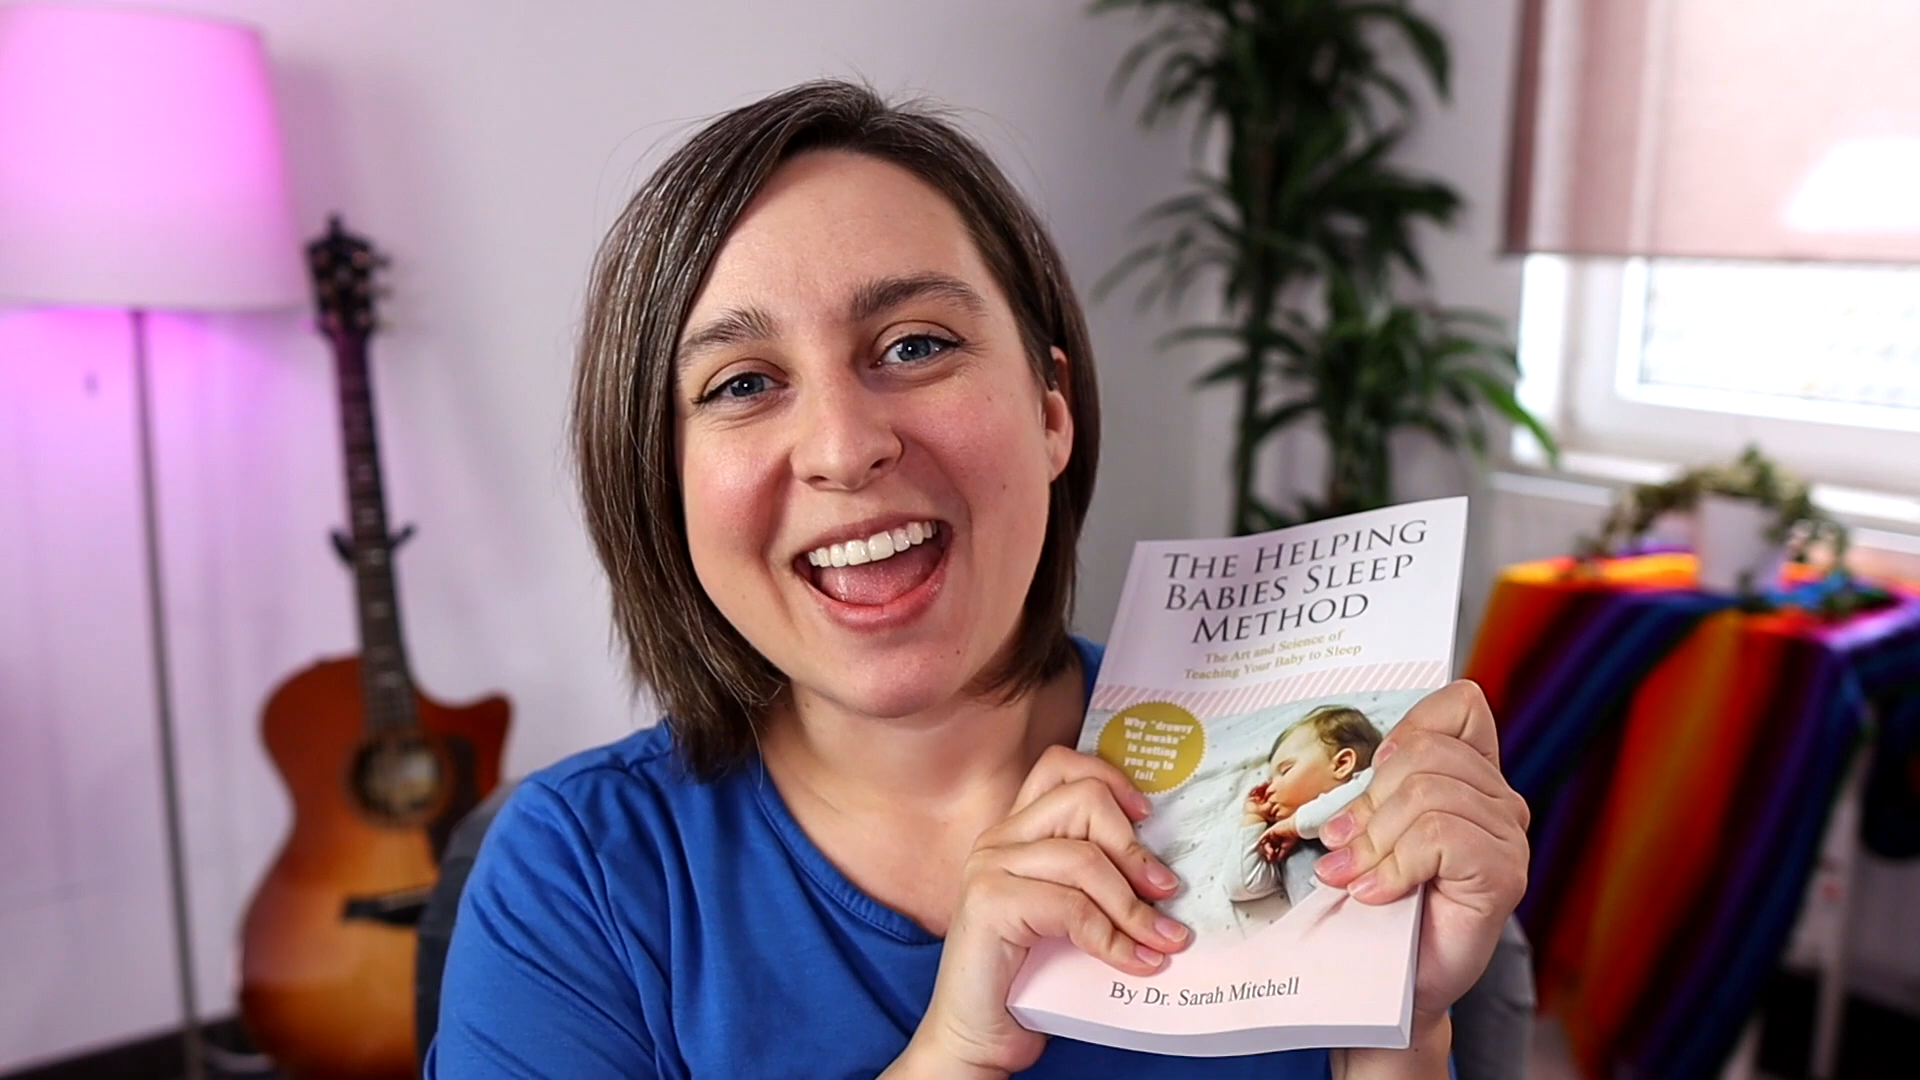 THE HELPING
BABIES SLEEP
METHOD
The Art and Science of
Teaching Your Baby to Sleep
Why "drowsy
but awake"
is setting
you up to
fail.
By Dr. Sarah Mitchell